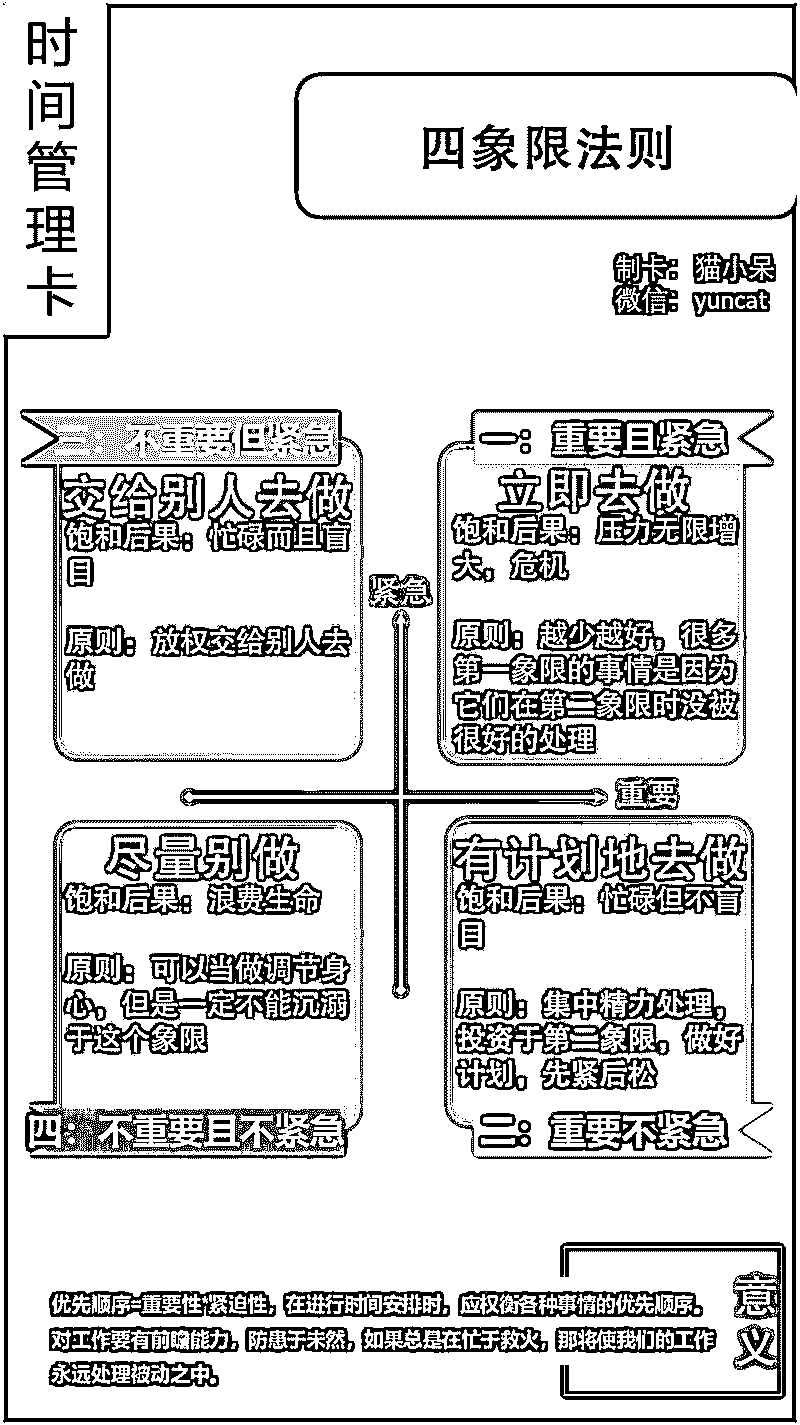 时间管理卡
四象限法则
制卡：猫小呆
微信：yuncat
三：不重要但紧急
交给别人去做
饱和后果：忙碌而且盲
目
原则：放权交给别人去
做
一：重要且紧急
立即去做
饱和后果：压力无限增
大，危机
原则：越少越好，很多
第一象限的事情是因为
它们在第二象限时没被
很好的处理
紧急
重要
尽量别做
饱和后果：浪费生命
原则：可以当做调节身
心，但是一定不能沉溺
于这个象限
四：不重要且不紧急
有计划地去做
饱和后果：忙碌但不盲
目
原则：集中精力处理，
投资于第二象限，做好
计划，先紧后松
二：重要不紧急
意义
优先顺序=重要性*紧迫性，在进行时间安排时，应权衡各种事情的优先顺序。
对工作要有前瞻能力，防患于未然，如果总是在忙于救火，那将使我们的工作
永远处理被动之中。